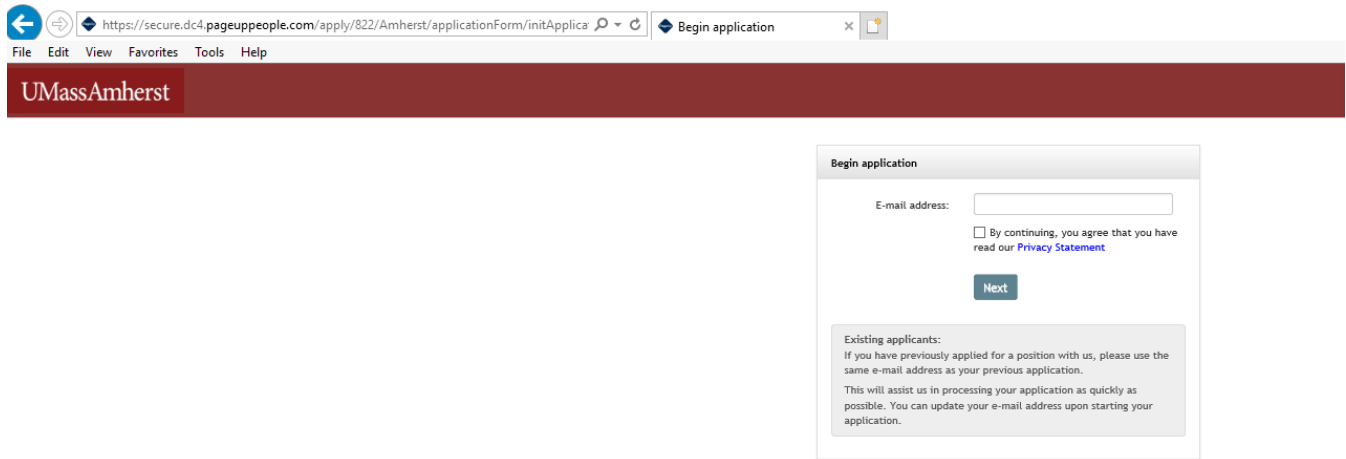 https://secure.dc4.pageuppeople.com/apply/822/Amherst/applicationForm/initApplica
Begin application
File Edit View Favorites Tools Help
UMassAmherst
Begin application
E-mail address:
By continuing, you agree that you have
read our Privacy Statement
Next
Existing applicants:
If you have previously applied for a position with us, please use the
same e-mail address as your previous application.
This will assist us in processing your application as quickly as
possible. You can update your e-mail address upon starting your
application.